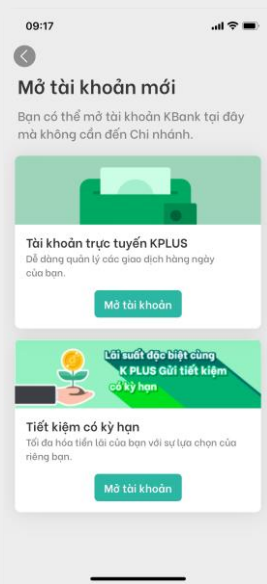 09:17
Mở tài khoản mới
Bạn có thể mở tài khoản KBank tại đây
mà không cần đến Chi nhánh.
Tài khoản trực tuyến KPLUS
Dễ dàng quản lý các giao dịch hàng ngày
của bạn.
Mở tài khoản
Lãi suất đặc biệt cùng
K PLUS Gửi tiết kiệm
có kỳ hạn
Tiết kiệm có kỳ hạn
Tối đa hóa tiền lãi của bạn với sự lựa chọn của
riêng bạn.
Mở tài khoản